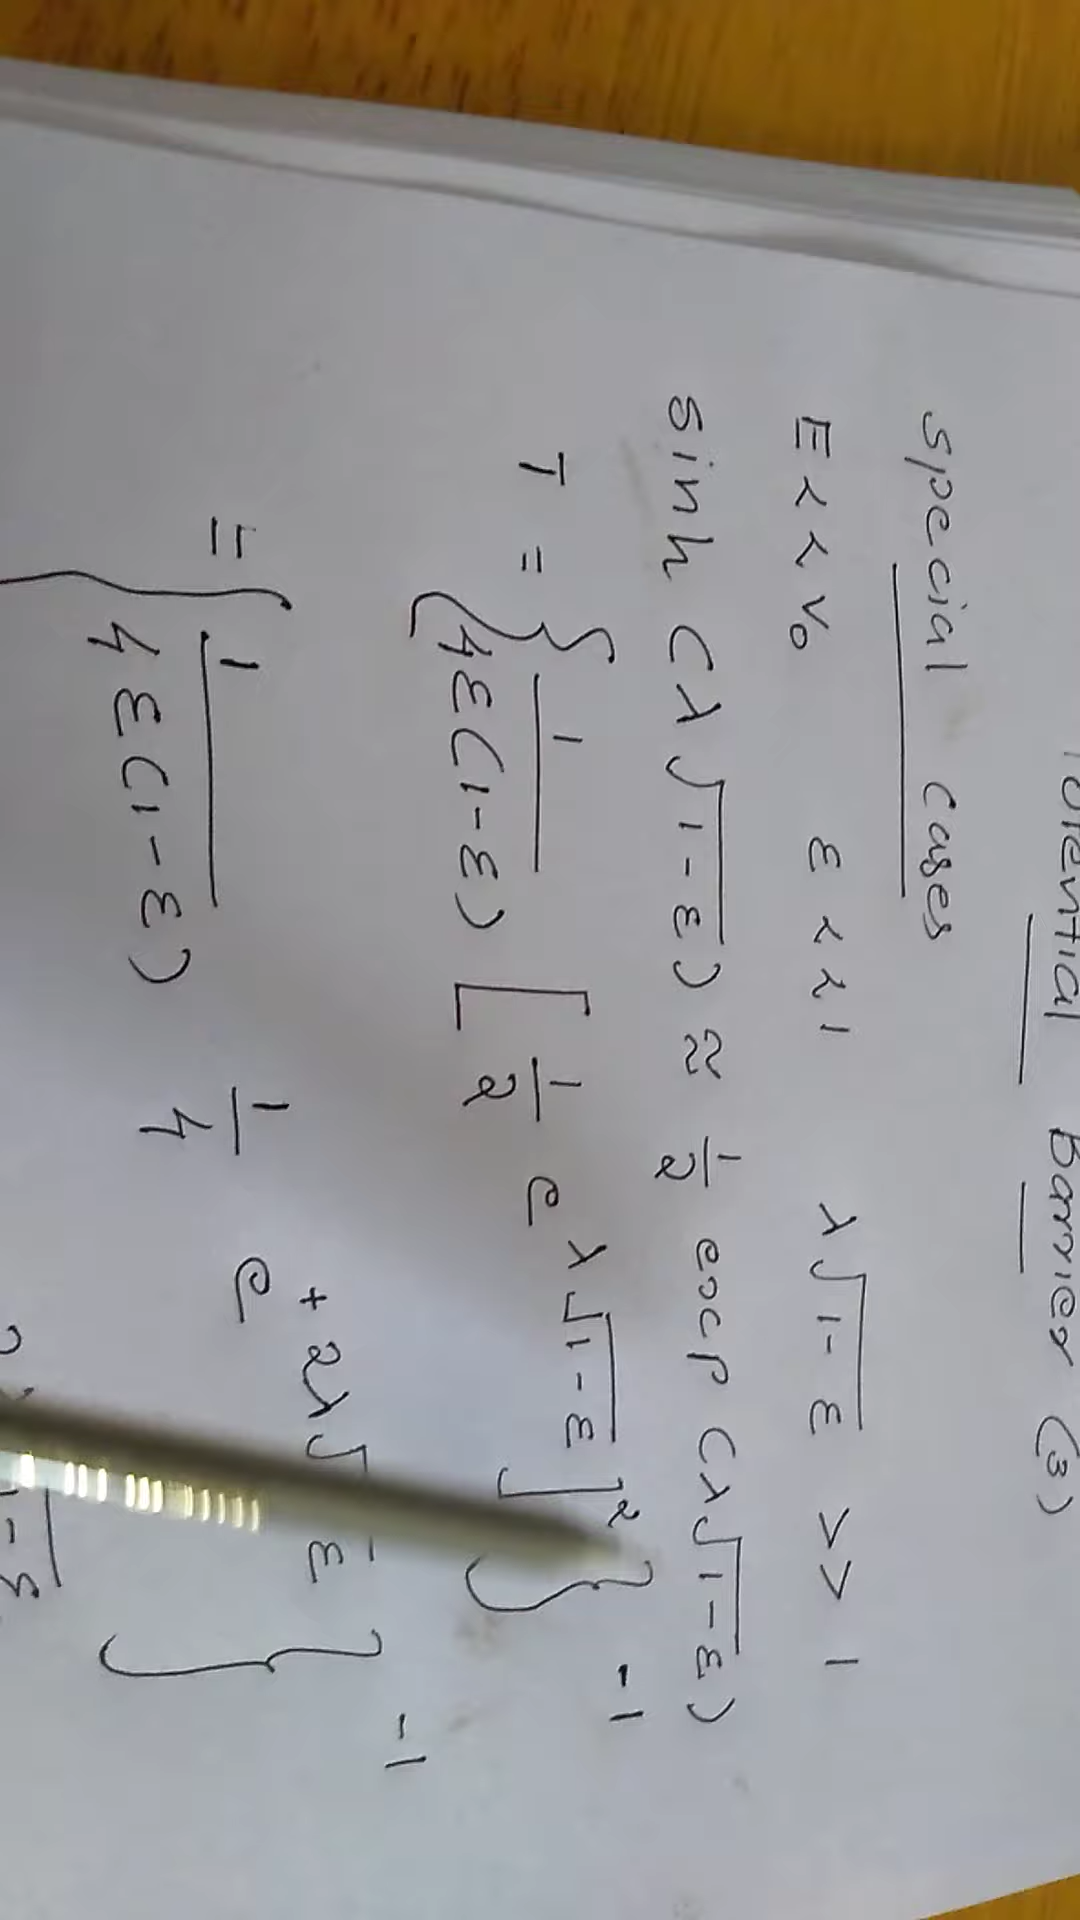 Potential Barrier (3)
Special Cases
E << V₀ ε << 1 λ√(1-ε) >> 1
sinh (λ√(1-ε)) ≈ 1/2 exp (λ√(1-ε))
T = { 1/(4ε(1-ε)) [ 1/2 e^(λ√(1-ε)) ]² }⁻¹
= { 1/(4ε(1-ε)) 1/4 e^(+2λ√ ε) }⁻¹